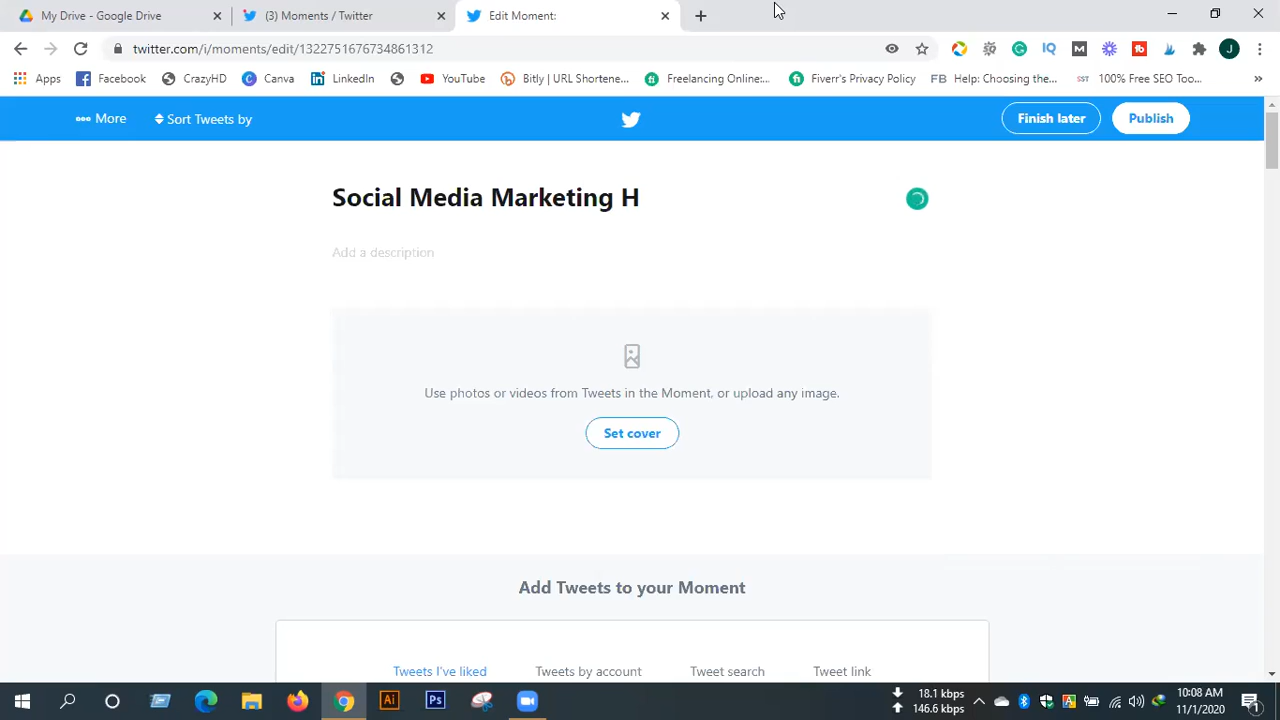 My Drive - Google Drive
(3) Moments / Twitter
Edit Moment:
twitter.com/i/moments/edit/1322751676734861312
Apps
Facebook
CrazyHD
Canva
LinkedIn
YouTube
Bitly | URL Shortene...
Freelancing Online:...
Fiverr's Privacy Policy
FB Help: Choosing the...
SST 100% Free SEO Too...
More
Sort Tweets by
Finish later
Publish
Social Media Marketing H
Add a description
Use photos or videos from Tweets in the Moment, or upload any image.
Set cover
Add Tweets to your Moment
Tweets I've liked
Tweets by account
Tweet search
Tweet link
18.1 kbps
146.6 kbps
10:08 AM
11/1/2020